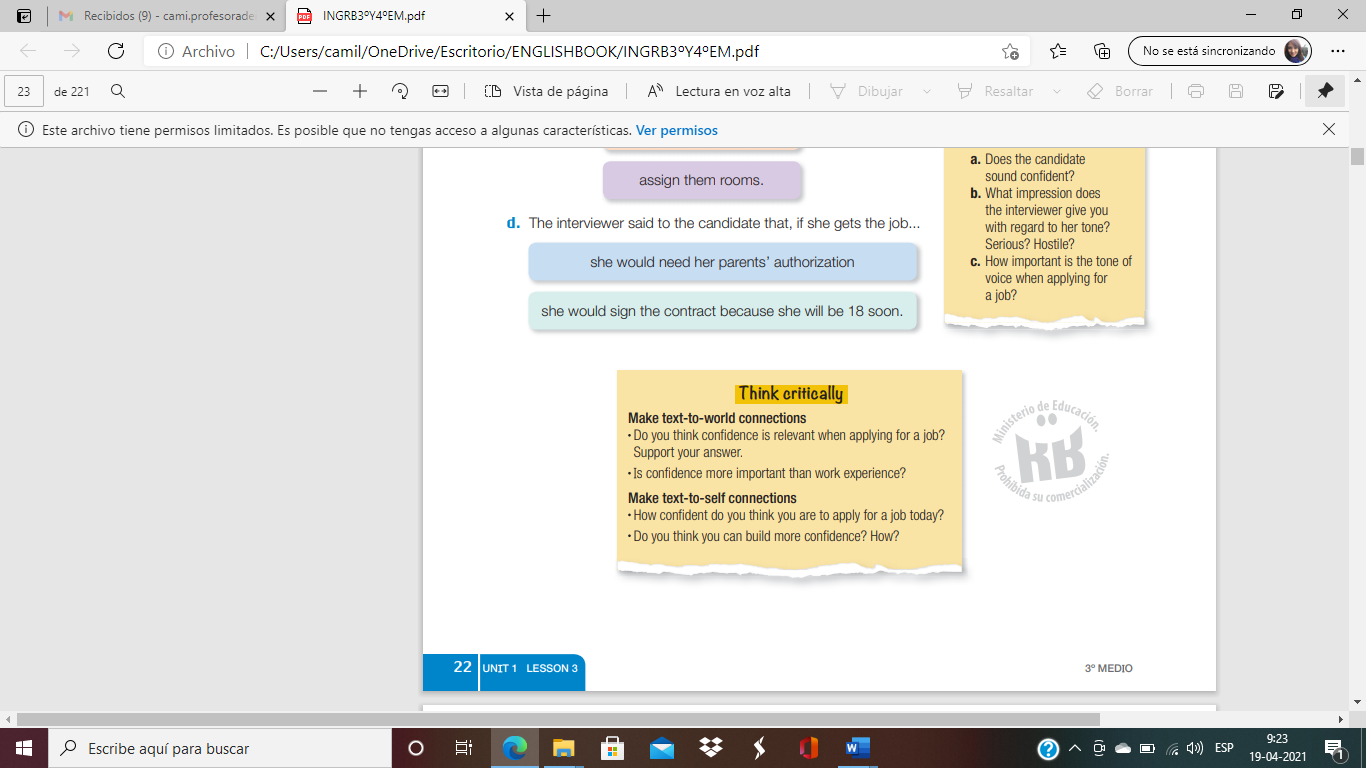 Recibidos (9) - cami.profesorade
INGRB3ºY4ºEM.pdf
Archivo
C:/Users/camil/OneDrive/Escritorio/ENGLISHBOOK/INGRB3ºY4ºEM.pdf
No se está sincronizando
23
de 221
Vista de página
Lectura en voz alta
Dibujar
Resaltar
Borrar
Este archivo tiene permisos limitados. Es posible que no tengas acceso a algunas características. Ver permisos
assign them rooms.
d. The interviewer said to the candidate that, if she gets the job...
she would need her parents' authorization
she would sign the contract because she will be 18 soon.
a. Does the candidate
sound confident?
b. What impression does
the interviewer give you
with regard to her tone?
Serious? Hostile?
c. How important is the tone of
voice when applying for
a job?
Think critically
Make text-to-world connections
• Do you think confidence is relevant when applying for a job?
Support your answer.
• Is confidence more important than work experience?
Make text-to-self connections
• How confident do you think you are to apply for a job today?
• Do you think you can build more confidence? How?
Ministerio de Educación.
Prohibida su comercialización.
22 UNIT 1 LESSON 3
3º MEDIO
Escribe aquí para buscar
ESP
9:23
19-04-2021
1